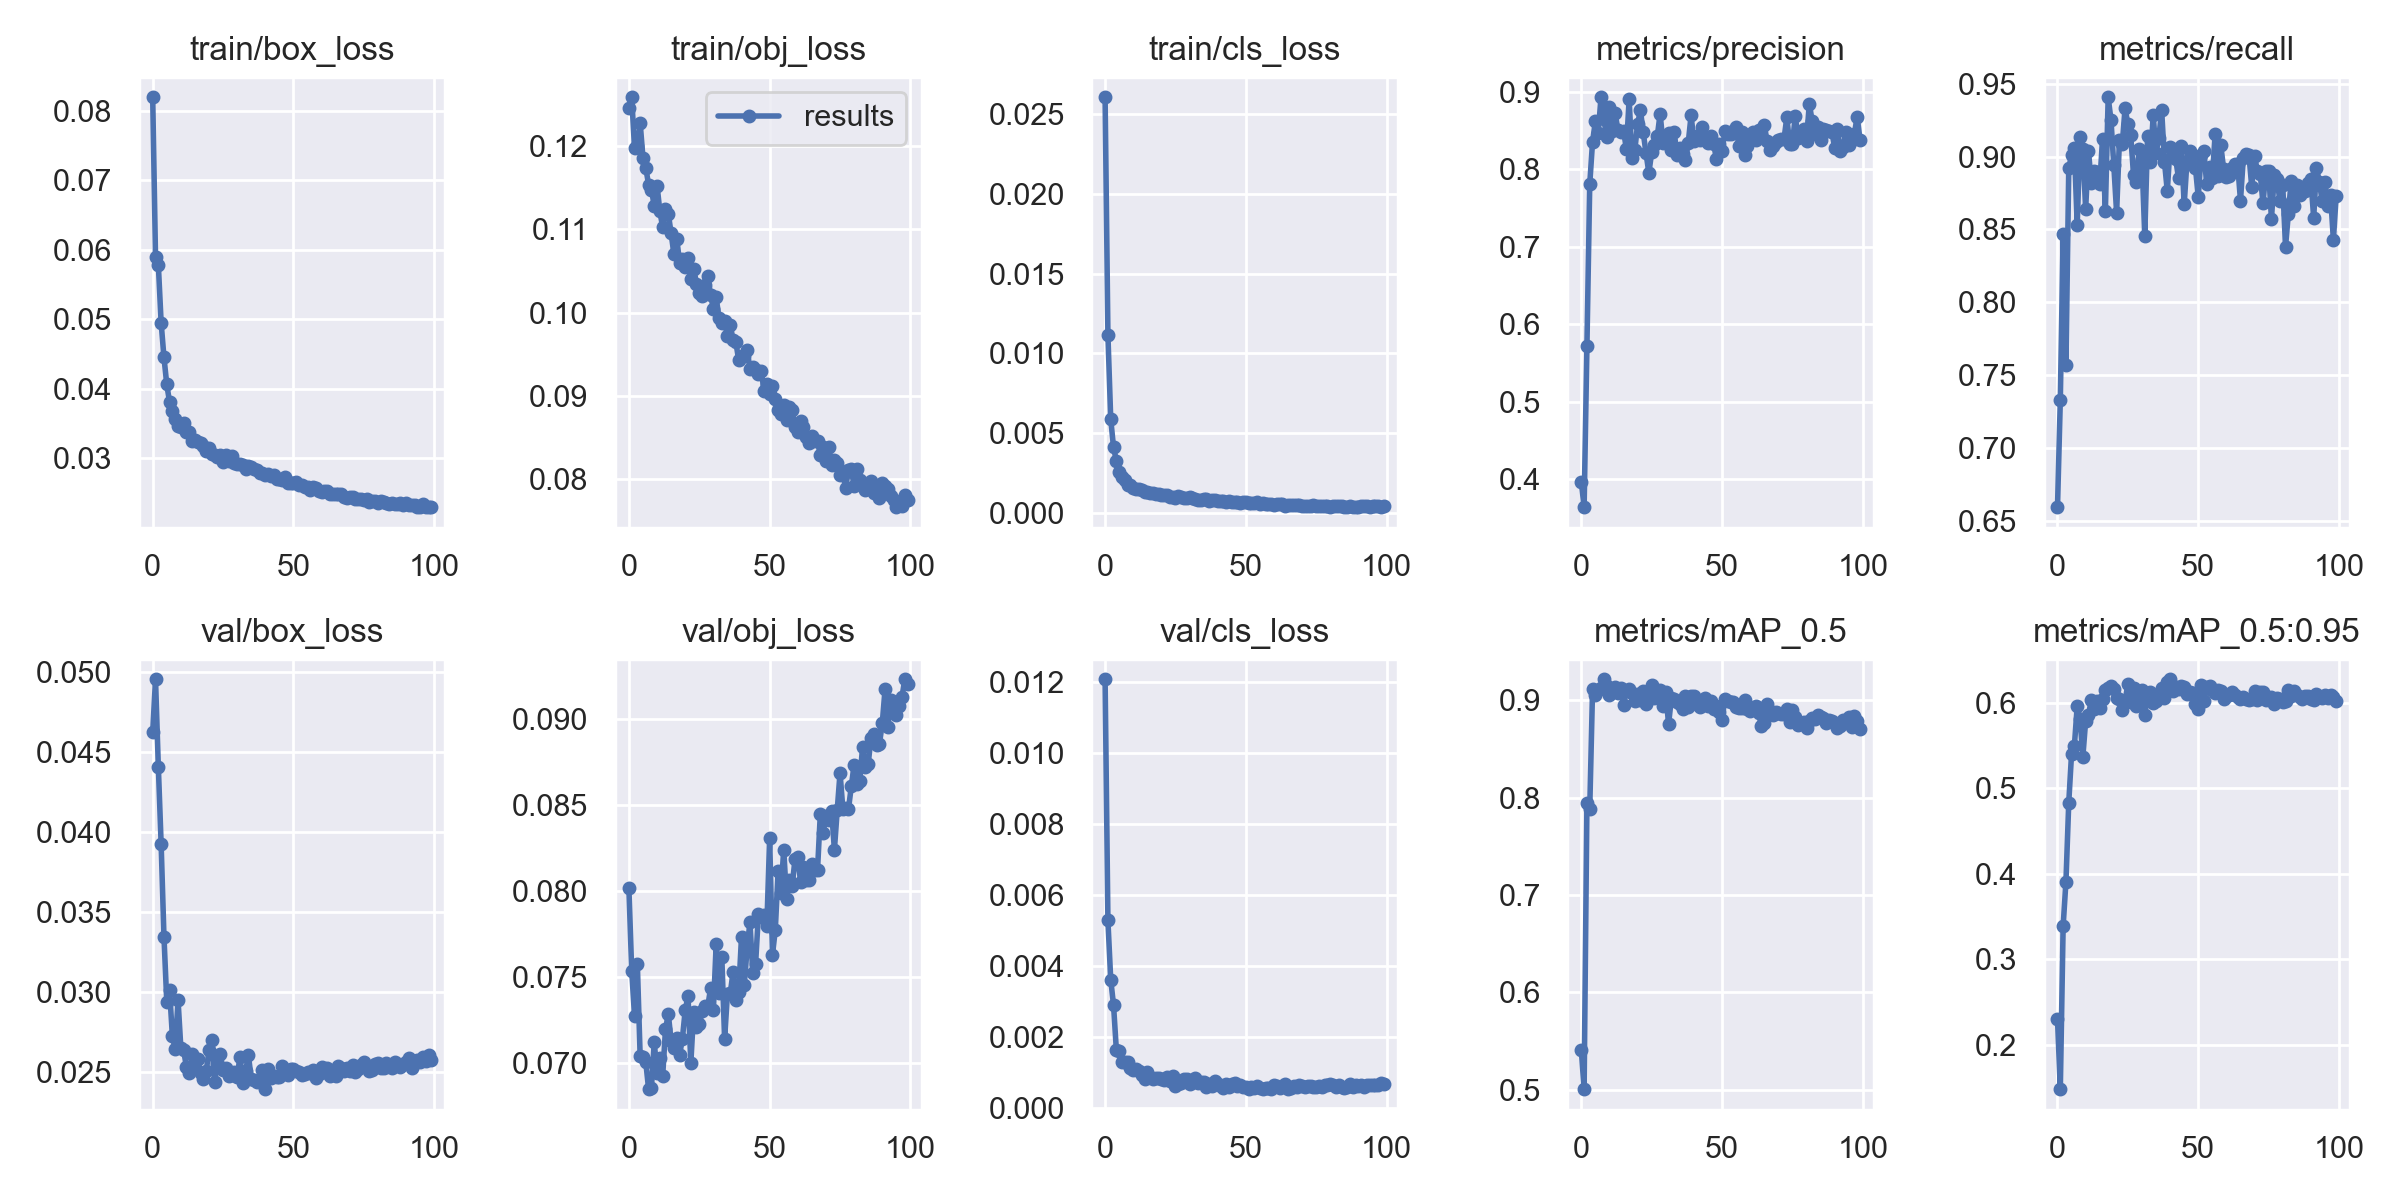 train/box_loss
0.08
0.07
0.06
0.05
0.04
0.03
0 50 100
train/obj_loss
results
0.12
0.11
0.10
0.09
0.08
0 50 100
train/cls_loss
0.025
0.020
0.015
0.010
0.005
0.000
0 50 100
metrics/precision
0.9
0.8
0.7
0.6
0.5
0.4
0 50 100
metrics/recall
0.95
0.90
0.85
0.80
0.75
0.70
0.65
0 50 100
val/box_loss
0.050
0.045
0.040
0.035
0.030
0.025
0 50 100
val/obj_loss
0.090
0.085
0.080
0.075
0.070
0 50 100
val/cls_loss
0.012
0.010
0.008
0.006
0.004
0.002
0.000
0 50 100
metrics/mAP_0.5
0.9
0.8
0.7
0.6
0.5
0 50 100
metrics/mAP_0.5:0.95
0.6
0.5
0.4
0.3
0.2
0 50 100